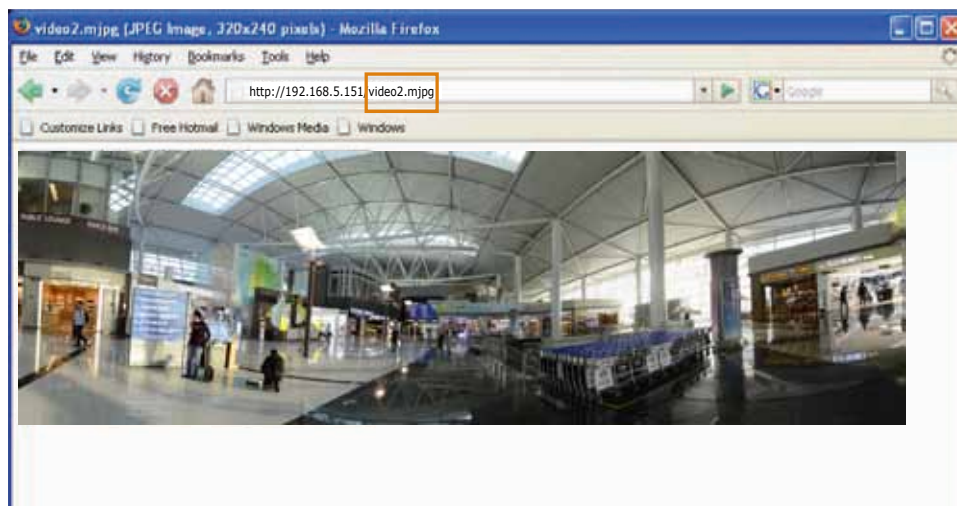 video2.mjpg (JPEG Image, 320x240 pixels) - Mozilla Firefox
File Edit View History Bookmarks Tools Help
http://192.168.5.151/video2.mjpg
Google
Customize Links Free Hotmail Windows Media Windows